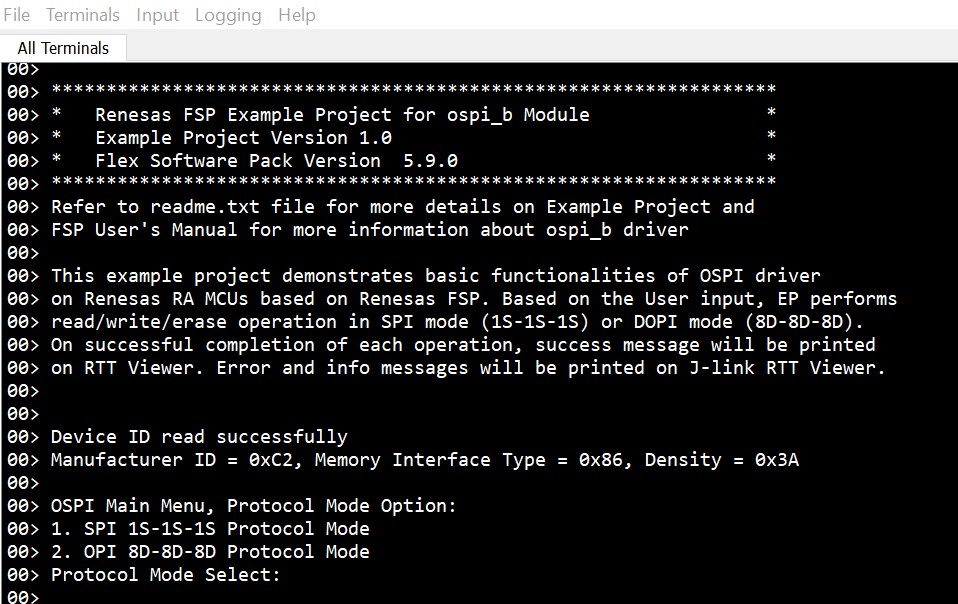 File Terminals Input Logging Help
All Terminals
00>
00> ******************************************************************
00> *   Renesas FSP Example Project for ospi_b Module                *
00> *   Example Project Version 1.0                                  *
00> *   Flex Software Pack Version  5.9.0                            *
00> ******************************************************************
00> Refer to readme.txt file for more details on Example Project and
00> FSP User's Manual for more information about ospi_b driver
00>
00> This example project demonstrates basic functionalities of OSPI driver
00> on Renesas RA MCUs based on Renesas FSP. Based on the User input, EP performs
00> read/write/erase operation in SPI mode (1S-1S-1S) or DOPI mode (8D-8D-8D).
00> On successful completion of each operation, success message will be printed
00> on RTT Viewer. Error and info messages will be printed on J-link RTT Viewer.
00>
00>
00> Device ID read successfully
00> Manufacturer ID = 0xC2, Memory Interface Type = 0x86, Density = 0x3A
00>
00> OSPI Main Menu, Protocol Mode Option:
00> 1. SPI 1S-1S-1S Protocol Mode
00> 2. OPI 8D-8D-8D Protocol Mode
00> Protocol Mode Select:
00>